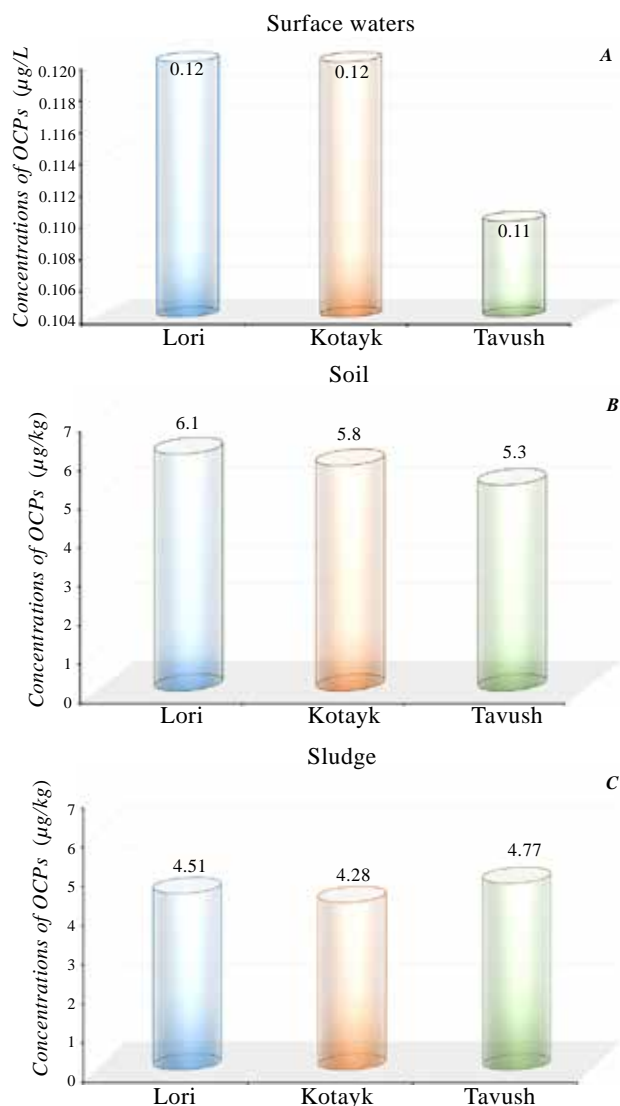 Surface waters
A
Concentrations of OCPs (µg/L
0.120
0.118
1.116
0.114
0.112
0.110
0.108
0.106
0.104
0.12
0.12
0.11
Lori Kotayk Tavush
Soil
B
Concentrations of OCPs (µg/kg)
7
6
5
4
3
2
1
0
6.1
5.8
5.3
Lori Kotayk Tavush
Sludge
C
Concentrations of OCPs (µg/kg)
7
6
5
4
3
2
1
0
4.51
4.28
4.77
Lori Kotayk Tavush